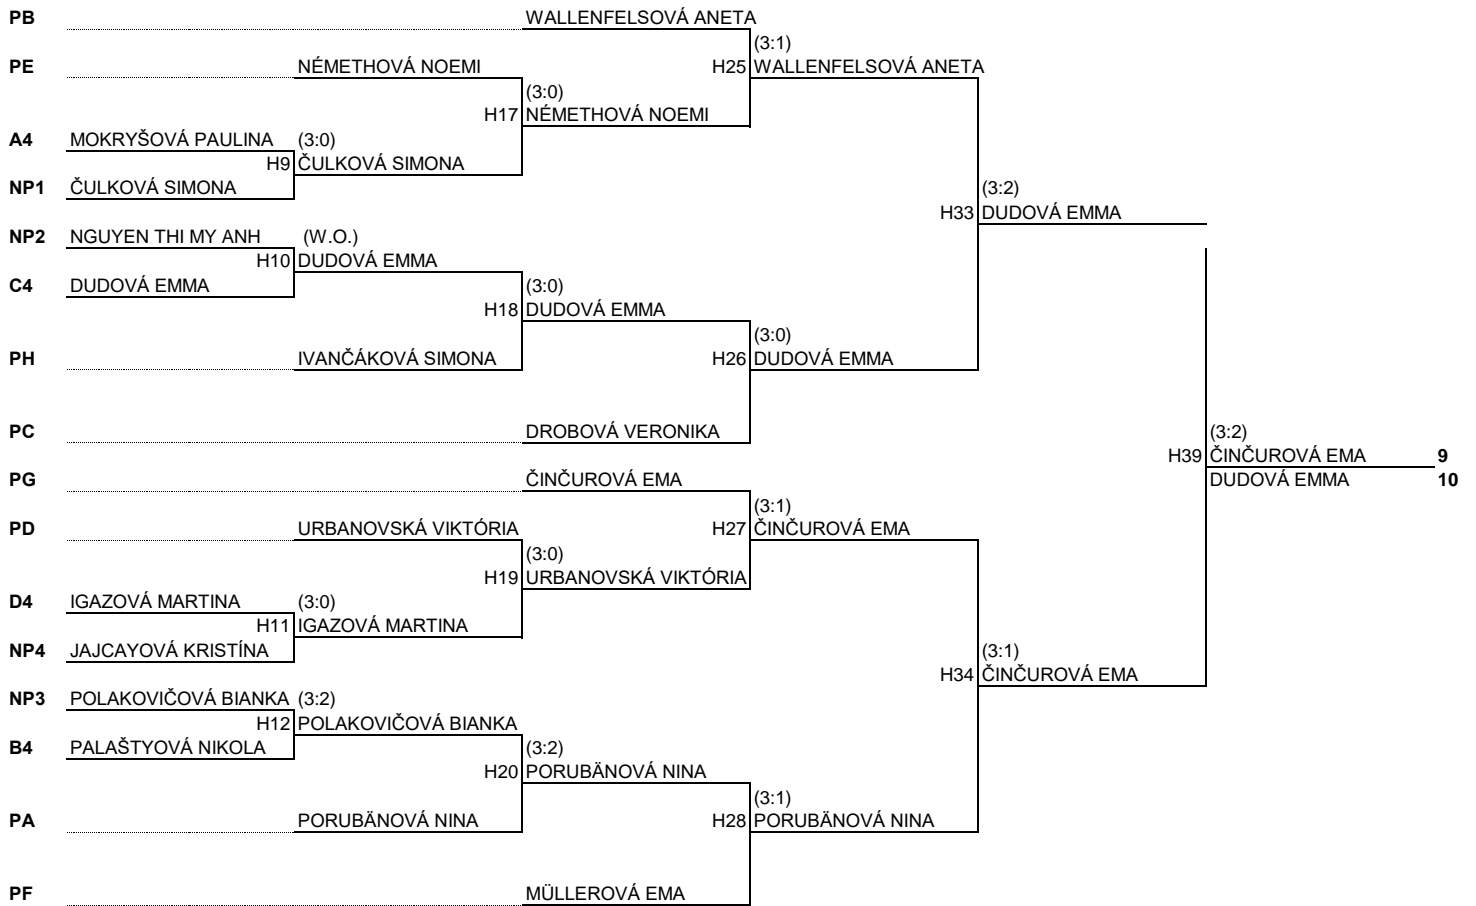 PB WALLENFELSOVÁ ANETA
(3:1)
PE NÉMETHOVÁ NOEMI H25 WALLENFELSOVÁ ANETA
(3:0)
H17 NÉMETHOVÁ NOEMI
A4 MOKRYŠOVÁ PAULINA (3:0)
H9 ČULKOVÁ SIMONA
NP1 ČULKOVÁ SIMONA (3:2)
H33 DUDOVÁ EMMA
NP2 NGUYEN THI MY ANH (W.O.)
H10 DUDOVÁ EMMA
C4 DUDOVÁ EMMA (3:0)
H18 DUDOVÁ EMMA
(3:0)
PH IVANČÁKOVÁ SIMONA H26 DUDOVÁ EMMA
PC DROBOVÁ VERONIKA (3:2)
H39 ČINČUROVÁ EMA 9
PG ČINČUROVÁ EMA DUDOVÁ EMMA 10
(3:1)
PD URBANOVSKÁ VIKTÓRIA H27 ČINČUROVÁ EMA
(3:0)
H19 URBANOVSKÁ VIKTÓRIA
D4 IGAZOVÁ MARTINA (3:0)
H11 IGAZOVÁ MARTINA
NP4 JAJCAYOVÁ KRISTÍNA (3:1)
H34 ČINČUROVÁ EMA
NP3 POLAKOVIČOVÁ BIANKA (3:2)
H12 POLAKOVIČOVÁ BIANKA
B4 PALAŠTYOVÁ NIKOLA (3:2)
H20 PORUBÄNOVÁ NINA
(3:1)
PA PORUBÄNOVÁ NINA H28 PORUBÄNOVÁ NINA
PF MÜLLEROVÁ EMA